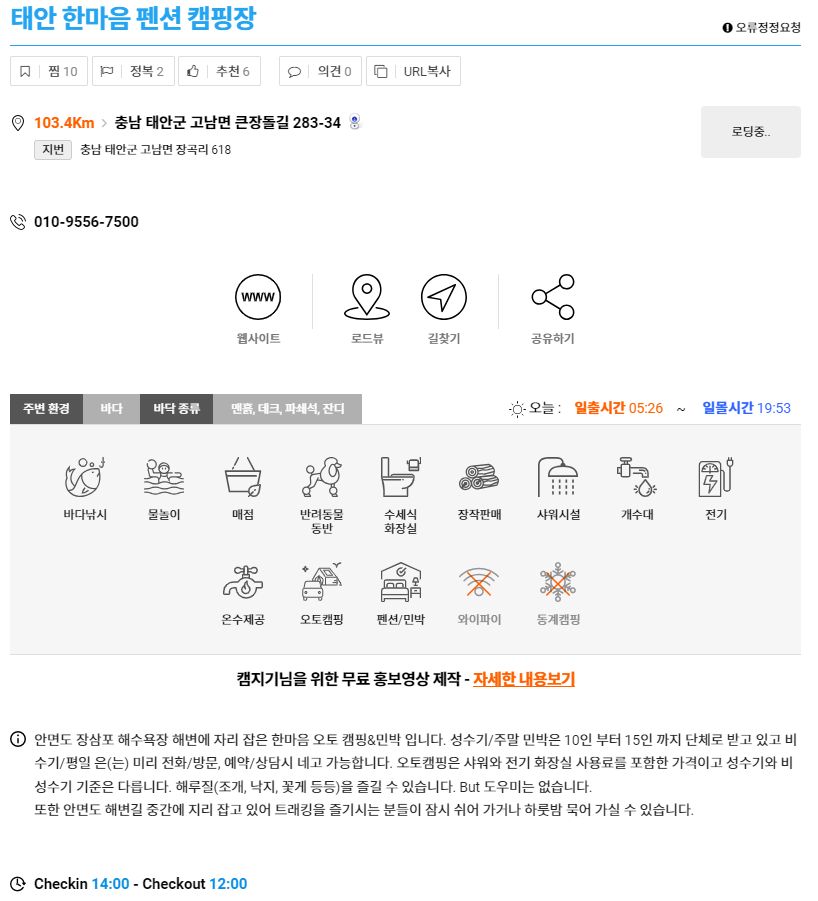 태안 한마음 펜션 캠핑장
오류정정요청
찜 10 정복 2 추천 6 의견 0 URL복사
103.4Km 충남 태안군 고남면 큰장돌길 283-34
로딩중..
지번 충남 태안군 고남면 장곡리 618
010-9556-7500
WWW
웹사이트 로드뷰 길찾기 공유하기
주변 환경 바다 바닥 종류 맨흙, 데크, 파쇄석, 잔디 오늘 : 일출시간 05:26 ~ 일몰시간 19:53
바다낚시 물놀이 매점 반려동물 수세식 장작판매 샤워시설 개수대 전기
동반 화장실
온수제공 오토캠핑 펜션/민박 와이파이 동계캠핑
캠지기님을 위한 무료 홍보영상 제작 - 자세한 내용보기
안면도 장삼포 해수욕장 해변에 자리 잡은 한마음 오토 캠핑&민박 입니다. 성수기/주말 민박은 10인 부터 15인 까지 단체로 받고 있고 비
수기/평일 은(는) 미리 전화/방문, 예약/상담시 네고 가능합니다. 오토캠핑은 샤워와 전기 화장실 사용료를 포함한 가격이고 성수기와 비
성수기 기준은 다릅니다. 해루질(조개, 낙지, 꽃게 등등)을 즐길 수 있습니다. But 도우미는 없습니다.
또한 안면도 해변길 중간에 지리 잡고 있어 트래킹을 즐기시는 분들이 잠시 쉬어 가거나 하룻밤 묵어 가실 수 있습니다.
Checkin 14:00 - Checkout 12:00